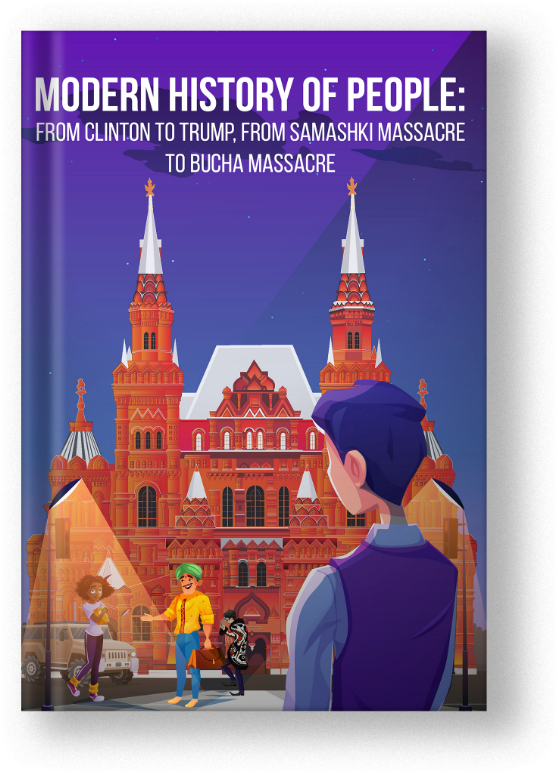 MODERN HISTORY OF PEOPLE:
FROM CLINTON TO TRUMP, FROM SAMASHKI MASSACRE
TO BUCHA MASSACRE